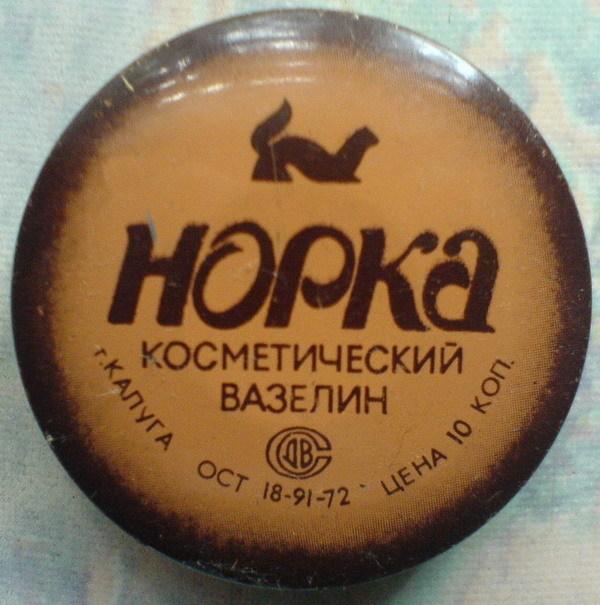 НОРКА
КОСМЕТИЧЕСКИЙ
ВАЗЕЛИН
г. КАЛУГА
ОСТ 18-91-72
ЦЕНА 10 КОП.